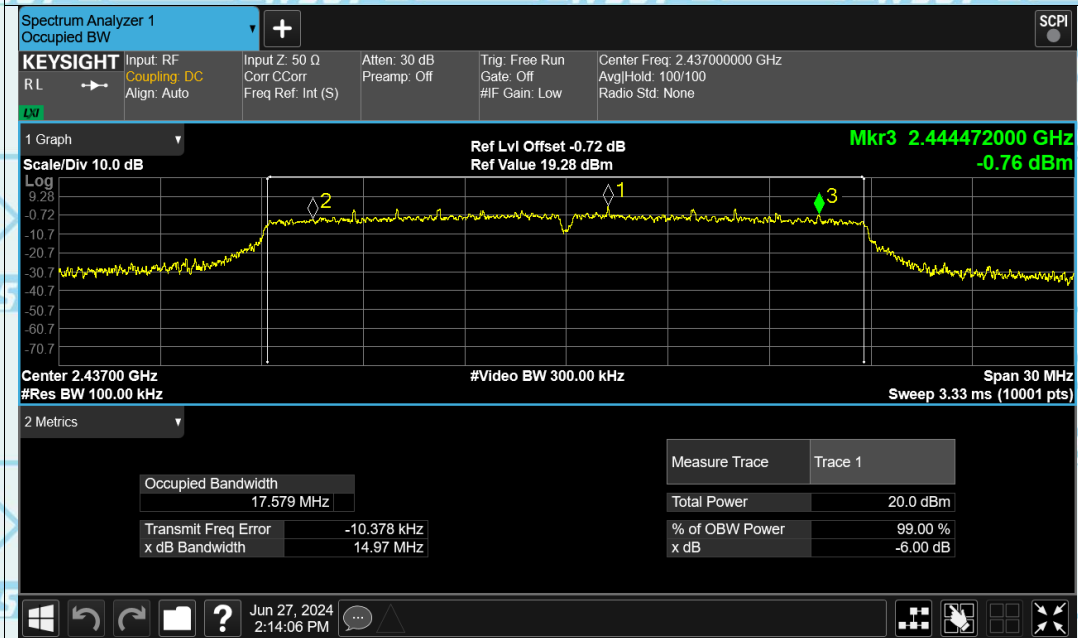 Spectrum Analyzer 1
Occupied BW
+
SCPI
KEYSIGHT
R L
LXI
Input: RF
Coupling: DC
Align: Auto
Input Z: 50 Ω
Corr CCorr
Freq Ref: Int (S)
Atten: 30 dB
Preamp: Off
Trig: Free Run
Gate: Off
#IF Gain: Low
Center Freq: 2.437000000 GHz
Avg|Hold: 100/100
Radio Std: None
1 Graph
Scale/Div 10.0 dB
Ref Lvl Offset -0.72 dB
Ref Value 19.28 dBm
Mkr3 2.444472000 GHz
-0.76 dBm
Log
9.28
-0.72
-10.7
-20.7
-30.7
-40.7
-50.7
-60.7
-70.7
2
1
3
Center 2.43700 GHz
#Video BW 300.00 kHz
Span 30 MHz
#Res BW 100.00 kHz
Sweep 3.33 ms (10001 pts)
2 Metrics
Occupied Bandwidth
17.579 MHz
Transmit Freq Error -10.378 kHz
x dB Bandwidth 14.97 MHz
Measure Trace Trace 1
Total Power 20.0 dBm
% of OBW Power 99.00 %
x dB -6.00 dB
?
Jun 27, 2024
2:14:06 PM